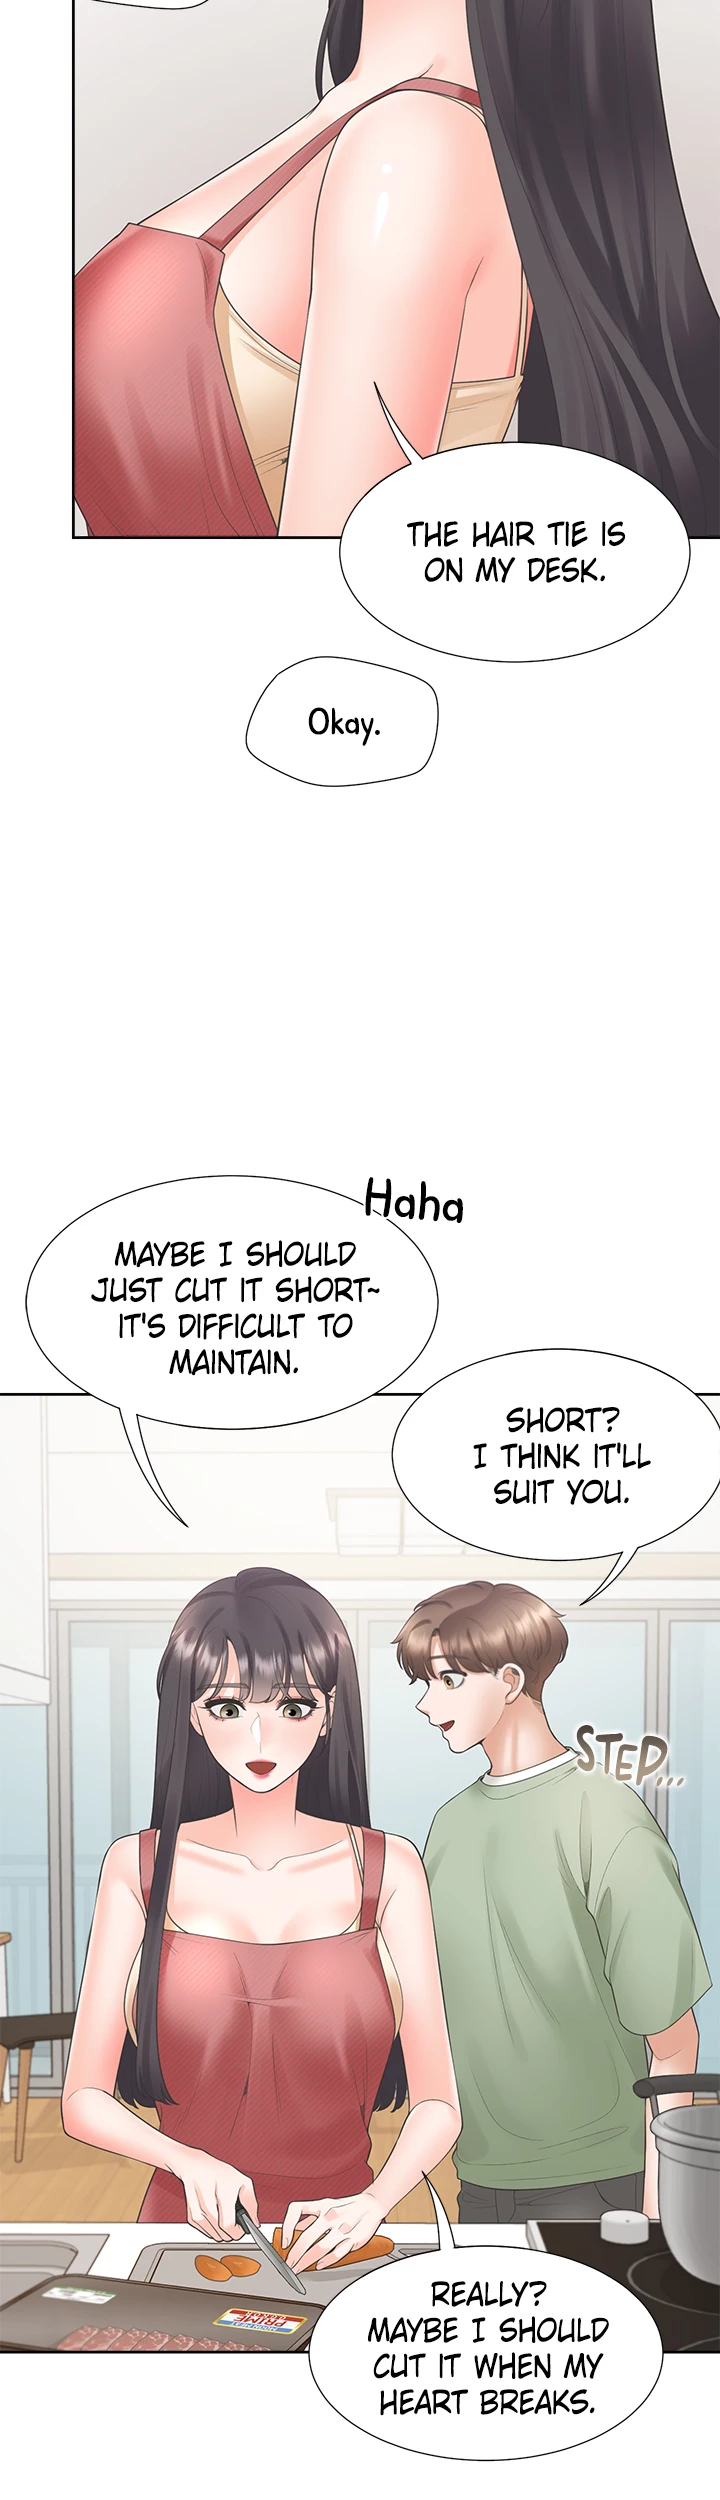 THE HAIR TIE IS
ON MY DESK.
Okay.
Haha
MAYBE I SHOULD
JUST CUT IT SHORT~
IT'S DIFFICULT TO
MAINTAIN.
SHORT?
I THINK IT'LL
SUIT YOU.
STEP...
PRIME
REALLY?
MAYBE I SHOULD
CUT IT WHEN MY
HEART BREAKS.